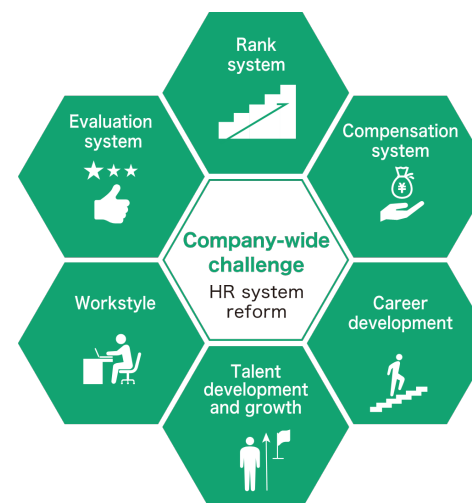 Rank
system
Evaluation
system
Compensation
system
¥
Company-wide
challenge
HR system
reform
Workstyle
Career
development
Talent
development
and growth